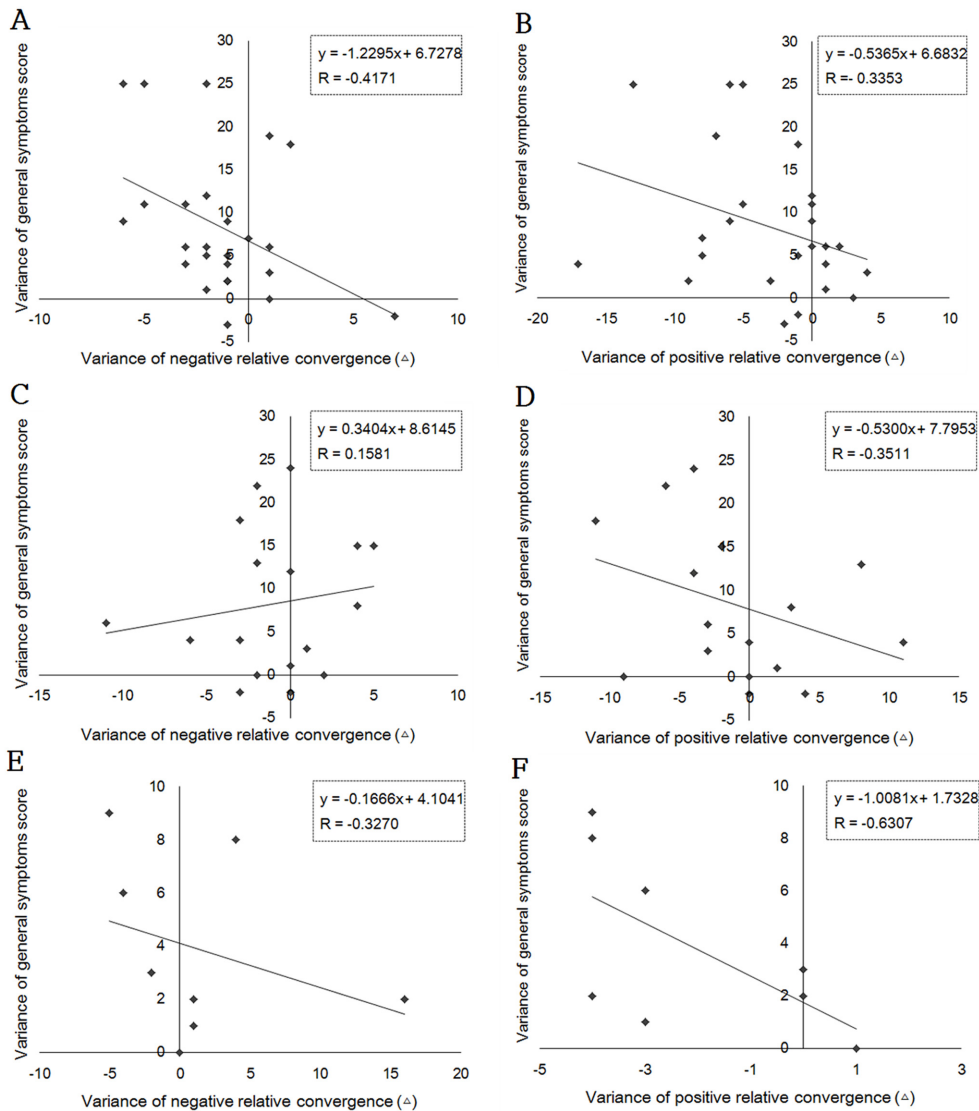 A
Variance of general symptoms score
30
25
20
15
10
5
0
-5
-10
-5
0
5
10
y = -1.2295x + 6.7278
R = -0.4171
Variance of negative relative convergence (△)
B
Variance of general symptoms score
30
25
20
15
10
5
0
-5
-20
-15
-10
-5
0
5
10
y = -0.5365x + 6.6832
R =- 0.3353
Variance of positive relative convergence (△)
C
Variance of general symptoms score
30
25
20
15
10
5
0
-5
-15
-10
-5
0
5
10
y = 0.3404x + 8.6145
R = 0.1581
Variance of negative relative convergence (△)
D
Variance of general symptoms score
30
25
20
15
10
5
0
-5
-15
-10
-5
0
5
10
15
y = -0.5300x + 7.7953
R = -0.3511
Variance of positive relative convergence (△)
E
Variance of general symptoms score
10
8
6
4
2
0
-10
-5
0
5
10
15
20
y = -0.1666x + 4.1041
R = -0.3270
Variance of negative relative convergence (△)
F
Variance of general symptoms score
10
8
6
4
2
0
-5
-3
-1
1
3
y = -1.0081x + 1.7328
R = -0.6307
Variance of positive relative convergence (△)